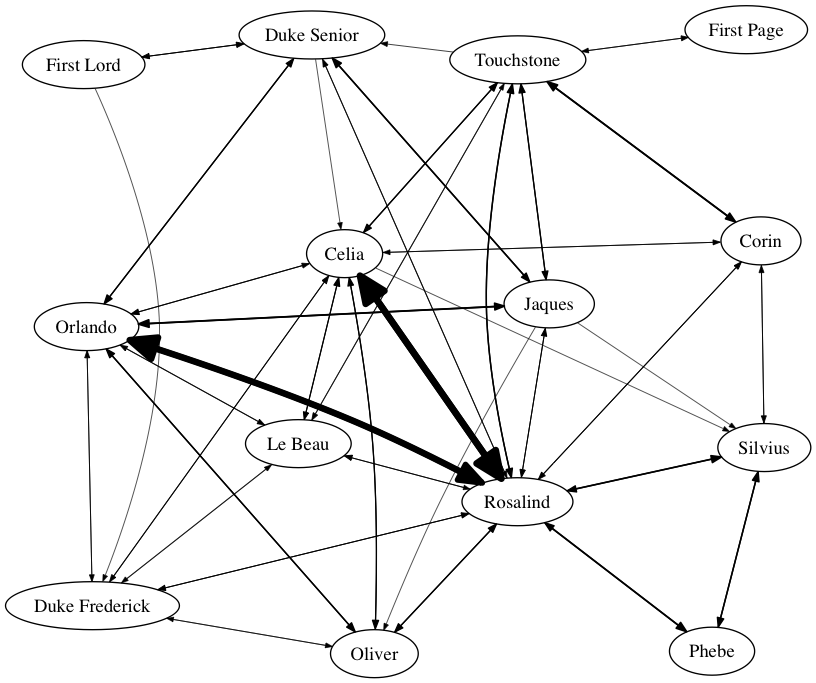 First Page
Duke Senior
Touchstone
First Lord
Corin
Celia
Jaques
Orlando
Le Beau
Silvius
Rosalind
Duke Frederick
Phebe
Oliver